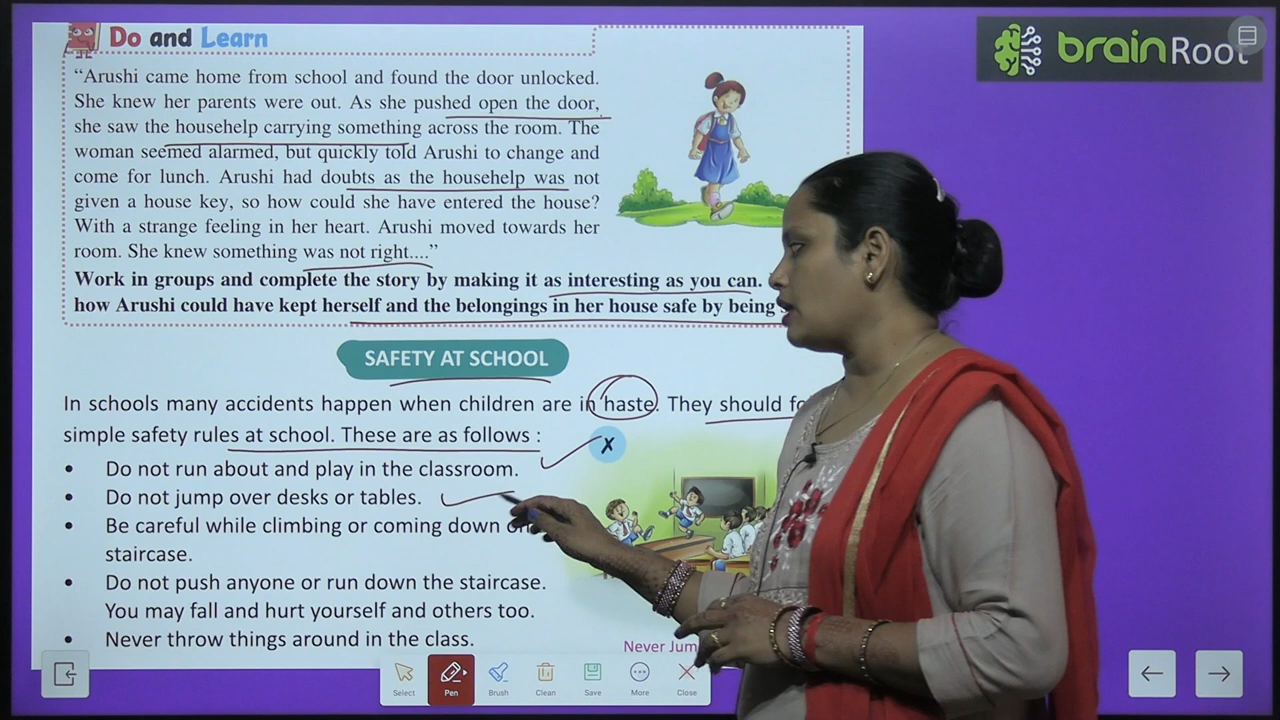 Do and Learn
brainRoot
“Arushi came home from school and found the door unlocked.
She knew her parents were out. As she pushed open the door,
she saw the househelp carrying something across the room. The
woman seemed alarmed, but quickly told Arushi to change and
come for lunch. Arushi had doubts as the househelp was not
given a house key, so how could she have entered the house?
With a strange feeling in her heart. Arushi moved towards her
room. She knew something was not right....”
Work in groups and complete the story by making it as interesting as you can.
how Arushi could have kept herself and the belongings in her house safe by being
SAFETY AT SCHOOL
In schools many accidents happen when children are in haste. They should
simple safety rules at school. These are as follows :
• Do not run about and play in the classroom.
• Do not jump over desks or tables.
• Be careful while climbing or coming down
staircase.
• Do not push anyone or run down the staircase.
You may fall and hurt yourself and others too.
• Never throw things around in the class.
Never
Select
Pen
Brush
Clean
Save
More
Close